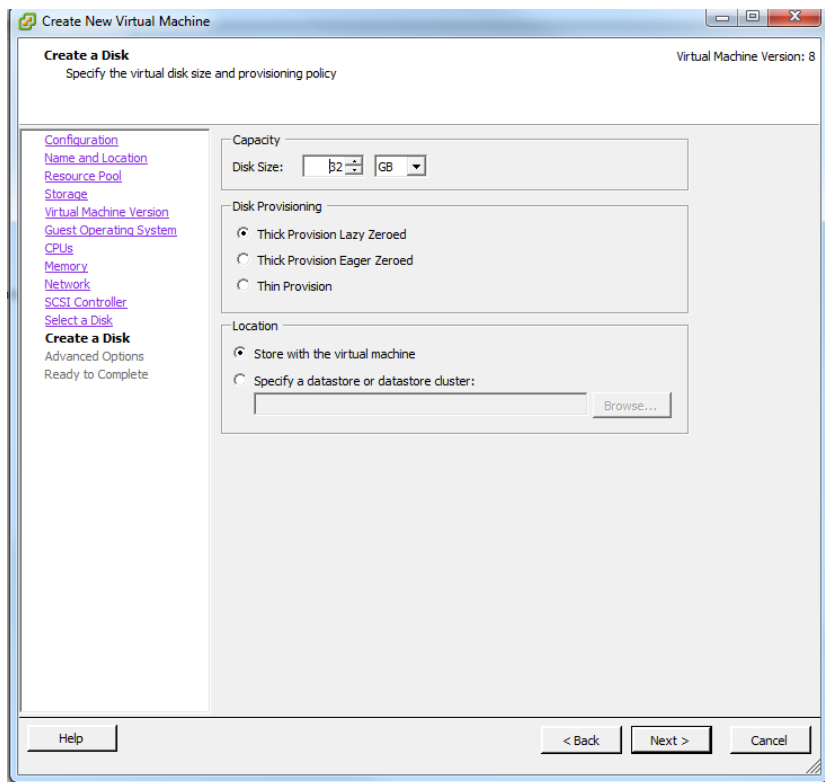 Create New Virtual Machine
Create a Disk
Specify the virtual disk size and provisioning policy
Virtual Machine Version: 8
Configuration
Name and Location
Resource Pool
Storage
Virtual Machine Version
Guest Operating System
CPUs
Memory
Network
SCSI Controller
Select a Disk
Create a Disk
Advanced Options
Ready to Complete
Capacity
Disk Size: 32 GB
Disk Provisioning
Thick Provision Lazy Zeroed
Thick Provision Eager Zeroed
Thin Provision
Location
Store with the virtual machine
Specify a datastore or datastore cluster:
Browse...
Help
< Back
Next >
Cancel